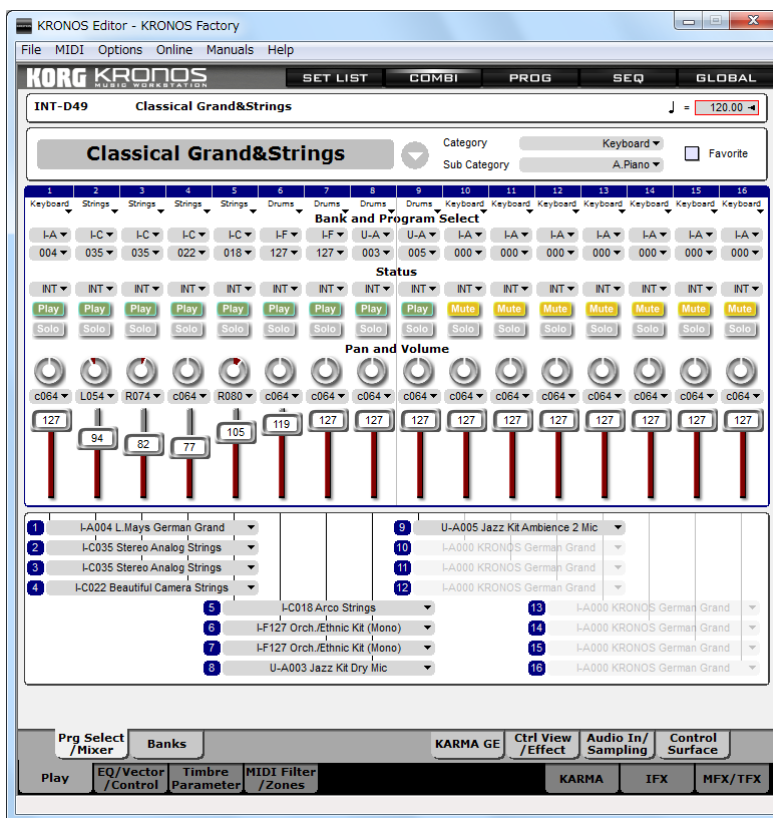 KRONOS Editor - KRONOS Factory
File MIDI Options Online Manuals Help
KORG KRONOS MUSIC WORKSTATION SET LIST COMBI PROG SEQ GLOBAL
INT-D49 Classical Grand&Strings ♩ = 120.00
Classical Grand&Strings
Category Keyboard
Sub Category A.Piano
Favorite
1 2 3 4 5 6 7 8 9 10 11 12 13 14 15 16
Keyboard Strings Strings Strings Strings Drums Drums Drums Drums Keyboard Keyboard Keyboard Keyboard Keyboard Keyboard Keyboard
Bank and Program Select
I-A I-C I-C I-C I-C I-F I-F U-A U-A I-A I-A I-A I-A I-A I-A I-A
004 035 035 022 018 127 127 003 005 000 000 000 000 000 000 000
Status
INT INT INT INT INT INT INT INT INT INT INT INT INT INT INT INT
Play Play Play Play Play Play Play Play Play Mute Mute Mute Mute Mute Mute Mute
Solo Solo Solo Solo Solo Solo Solo Solo Solo Solo Solo Solo Solo Solo Solo Solo
Pan and Volume
c064 L054 R074 c064 R080 c064 c064 c064 c064 c064 c064 c064 c064 c064 c064 c064
127 94 82 77 105 119 127 127 127 127 127 127 127 127 127 127
1 I-A004 L.Mays German Grand
2 I-C035 Stereo Analog Strings
3 I-C035 Stereo Analog Strings
4 I-C022 Beautiful Camera Strings
5 I-C018 Arco Strings
6 I-F127 Orch./Ethnic Kit (Mono)
7 I-F127 Orch./Ethnic Kit (Mono)
8 U-A003 Jazz Kit Dry Mic
9 U-A005 Jazz Kit Ambience 2 Mic
10 I-A000 KRONOS German Grand
11 I-A000 KRONOS German Grand
12 I-A000 KRONOS German Grand
13 I-A000 KRONOS German Grand
14 I-A000 KRONOS German Grand
15 I-A000 KRONOS German Grand
16 I-A000 KRONOS German Grand
Prg Select /Mixer Banks KARMA GE Ctrl View /Effect Audio In/ Sampling Control Surface
Play EQ/Vector /Control Timbre Parameter MIDI Filter /Zones KARMA IFX MFX/TFX